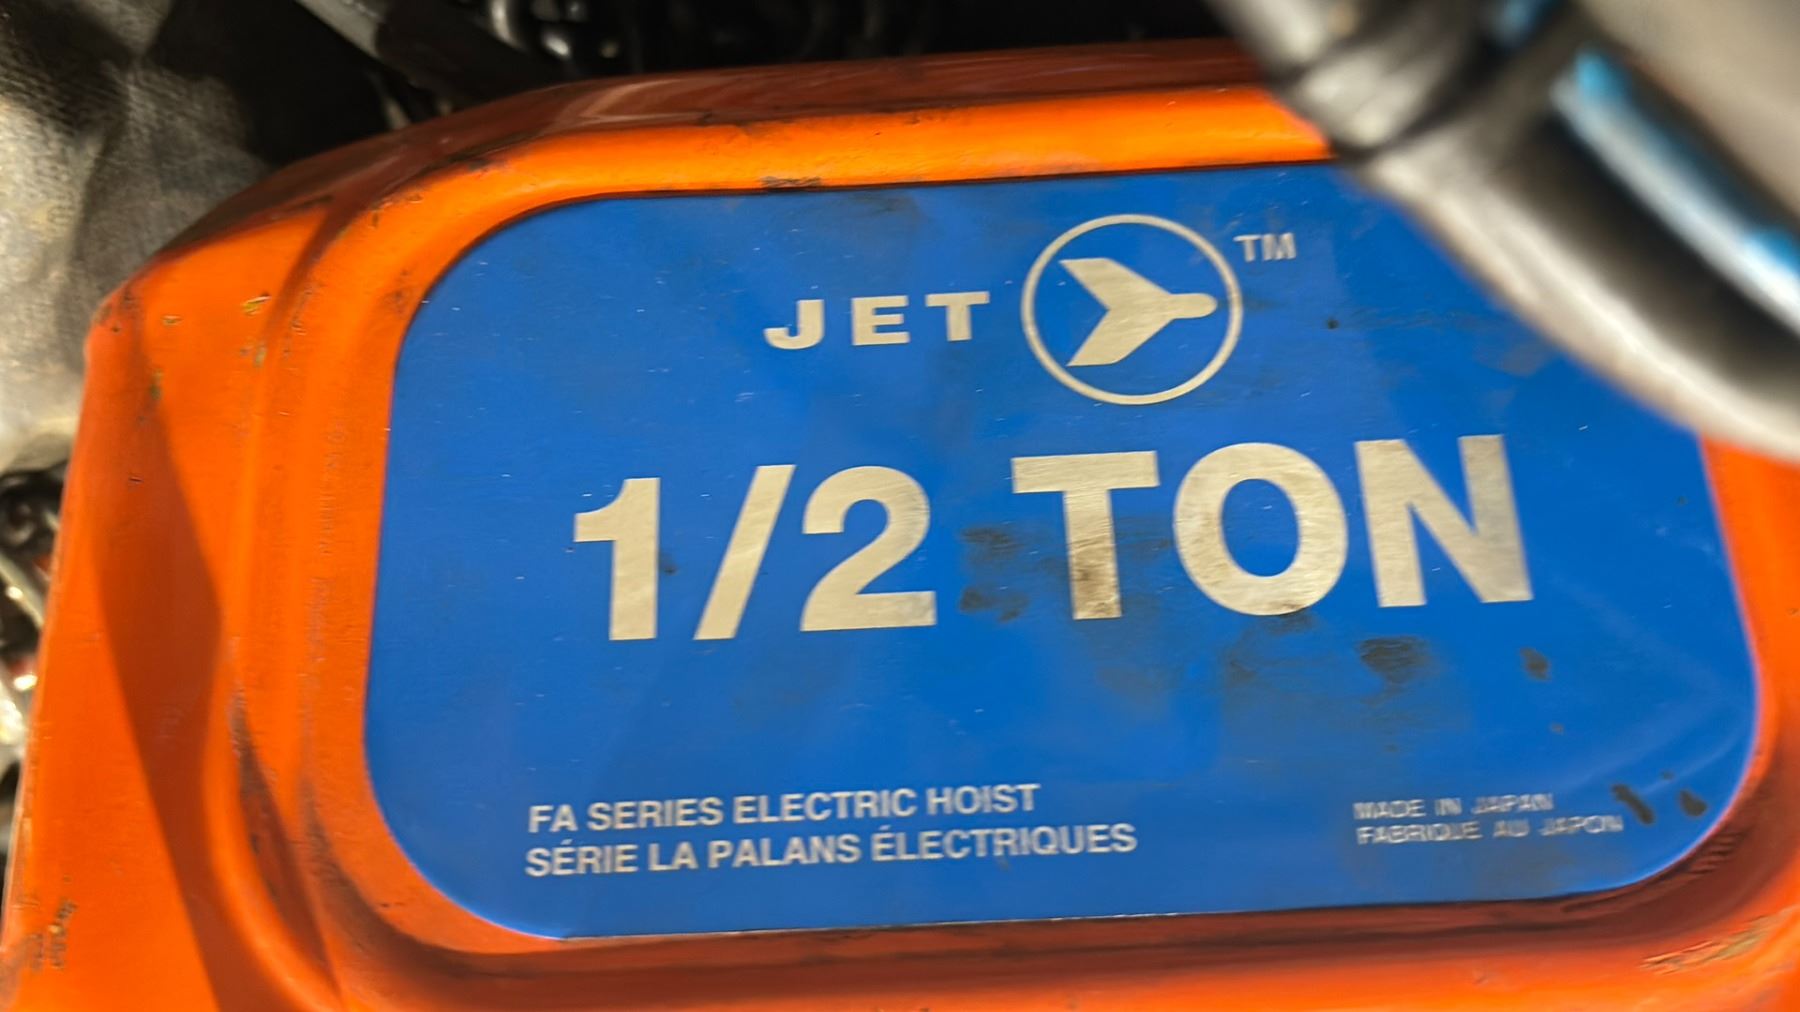 JET TM
1/2 TON
FA SERIES ELECTRIC HOIST
SÉRIE LA PALANS ÉLECTRIQUES
MADE IN JAPAN
FABRIQUE AU JAPON